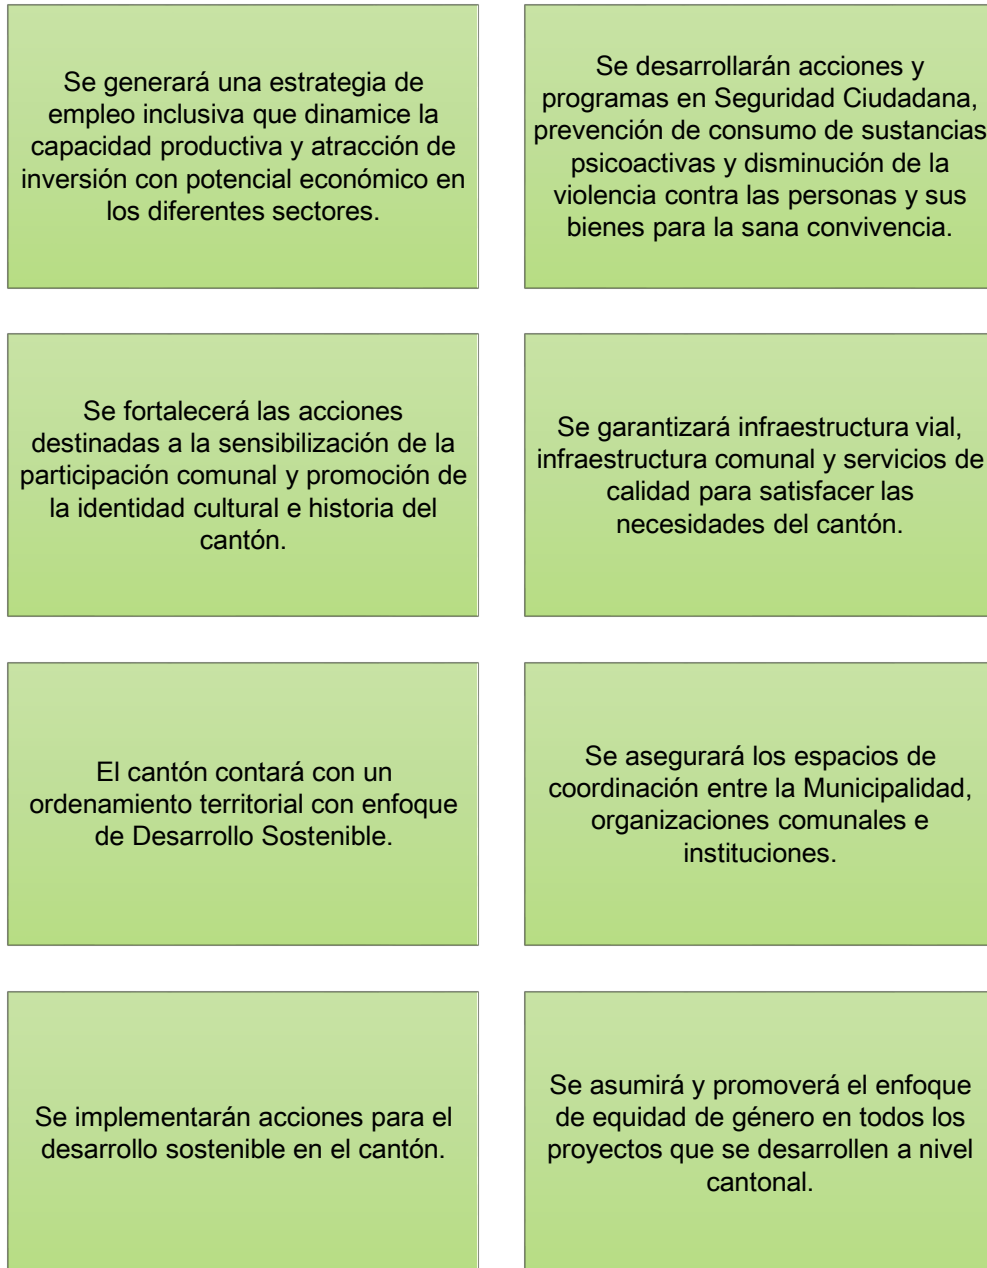 Se generará una estrategia de
empleo inclusiva que dinamice la
capacidad productiva y atracción de
inversión con potencial económico en
los diferentes sectores.
Se desarrollarán acciones y
programas en Seguridad Ciudadana,
prevención de consumo de sustancias
psicoactivas y disminución de la
violencia contra las personas y sus
bienes para la sana convivencia.
Se fortalecerá las acciones
destinadas a la sensibilización de la
participación comunal y promoción de
la identidad cultural e historia del
cantón.
Se garantizará infraestructura vial,
infraestructura comunal y servicios de
calidad para satisfacer las
necesidades del cantón.
El cantón contará con un
ordenamiento territorial con enfoque
de Desarrollo Sostenible.
Se asegurará los espacios de
coordinación entre la Municipalidad,
organizaciones comunales e
instituciones.
Se implementarán acciones para el
desarrollo sostenible en el cantón.
Se asumirá y promoverá el enfoque
de equidad de género en todos los
proyectos que se desarrollen a nivel
cantonal.